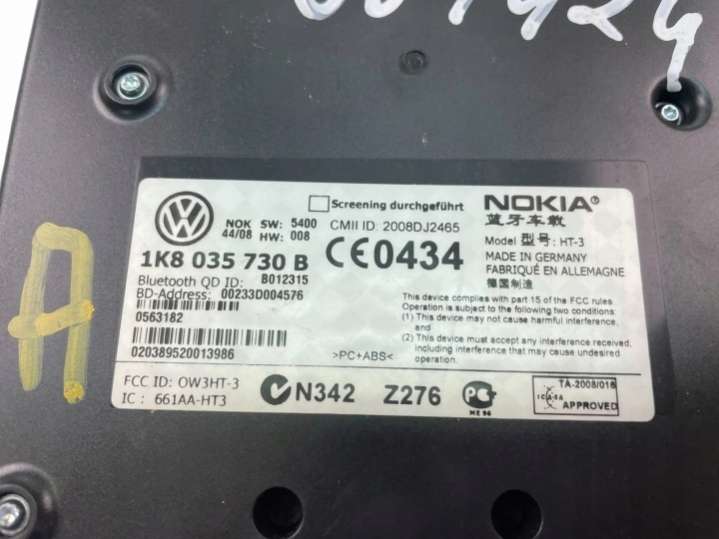 A
Screening durchgeführt
NOKIA®
NOK SW: 5400
44/08 HW: 008
CMII ID: 2008DJ2465
蓝牙车载
Model 型号: HT-3
1K8 035 730 B
CE0434
MADE IN GERMANY
FABRIQUÉ EN ALLEMAGNE
德国制造
Bluetooth QD ID: B012315
BD-Address: 00233D004576
0563182
020389520013986
This device complies with part 15 of the FCC rules
Operation is subject to the following two conditions:
(1) This device may not cause harmful interference,
and
(2) This device must accept any interference received,
including interference that may cause undesired
operation.
>PC+ABS<
FCC ID: OW3HT-3
IC : 661AA-HT3
N342
Z276
ME 96
TA-2008/016
ICASA
APPROVED